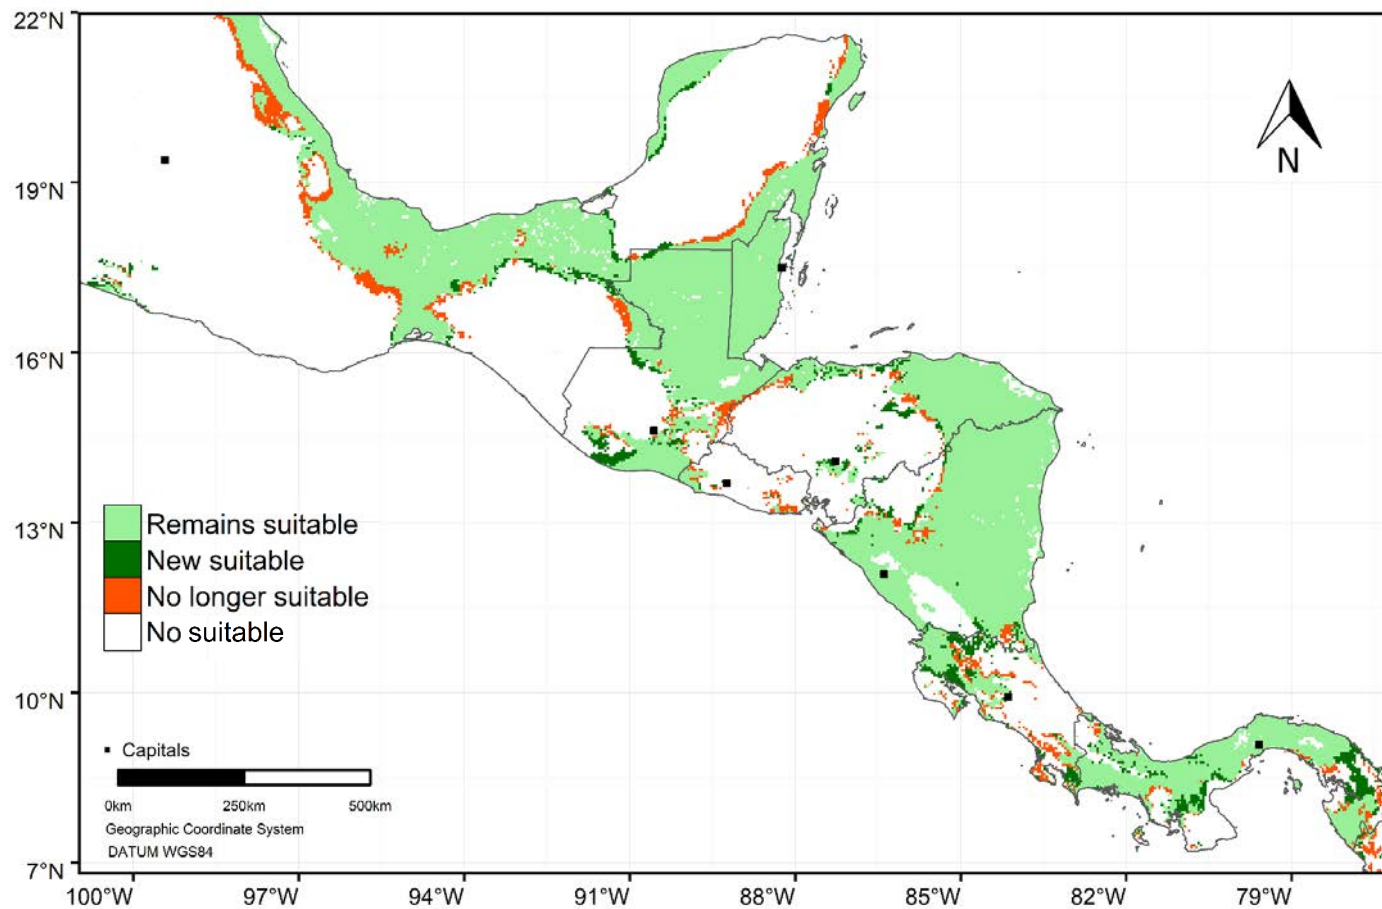 22°N
19°N
16°N
13°N
10°N
7°N
N
Remains suitable
New suitable
No longer suitable
No suitable
Capitals
0km 250km 500km
Geographic Coordinate System
DATUM WGS84
100°W 97°W 94°W 91°W 88°W 85°W 82°W 79°W